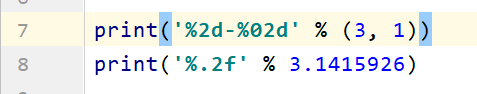 7 print('%2d-%02d' % (3, 1))
8 print('%.2f' % 3.1415926)